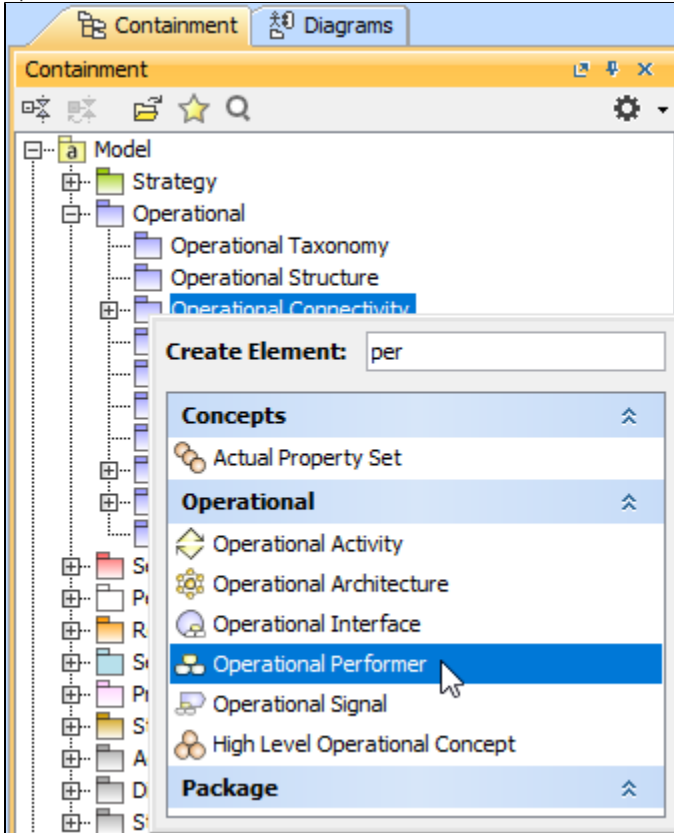 Containment Diagrams
Containment
a Model
Strategy
Operational
Operational Taxonomy
Operational Structure
Operational Connectivity
Create Element: per
Concepts
Actual Property Set
Operational
Operational Activity
Operational Architecture
Operational Interface
Operational Performer
Operational Signal
High Level Operational Concept
Package